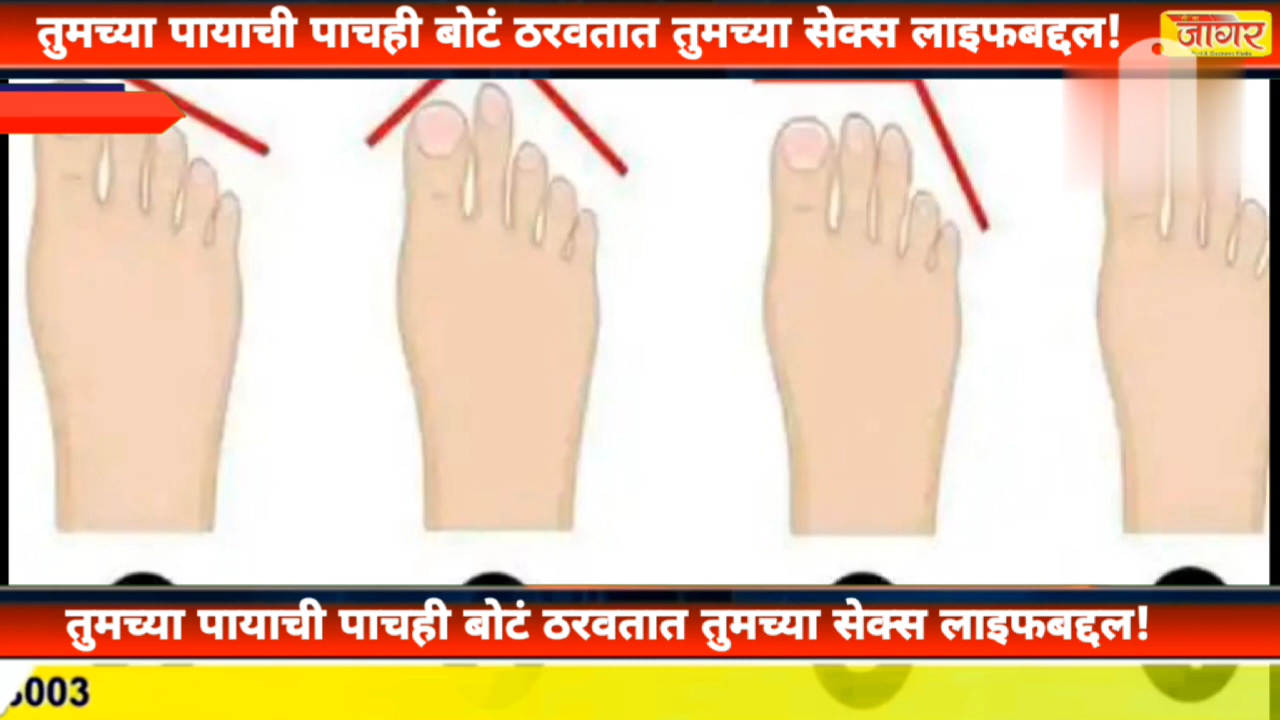 तुमच्या पायाची पाचही बोटं ठरवतात तुमच्या सेक्स लाइफबद्दल!
जागर
तुमच्या पायाची पाचही बोटं ठरवतात तुमच्या सेक्स लाइफबद्दल!
003